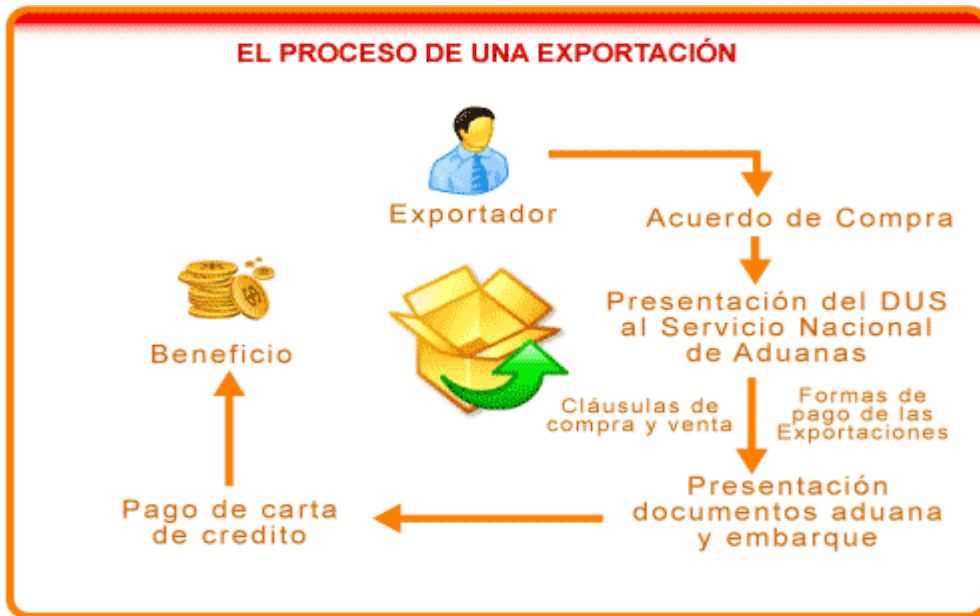 EL PROCESO DE UNA EXPORTACIÓN
Exportador
Acuerdo de Compra
Presentación del DUS
al Servicio Nacional
de Aduanas
Cláusulas de
compra y venta
Formas de
pago de las
Exportaciones
Presentación
documentos aduana
y embarque
Pago de carta
de credito
Beneficio